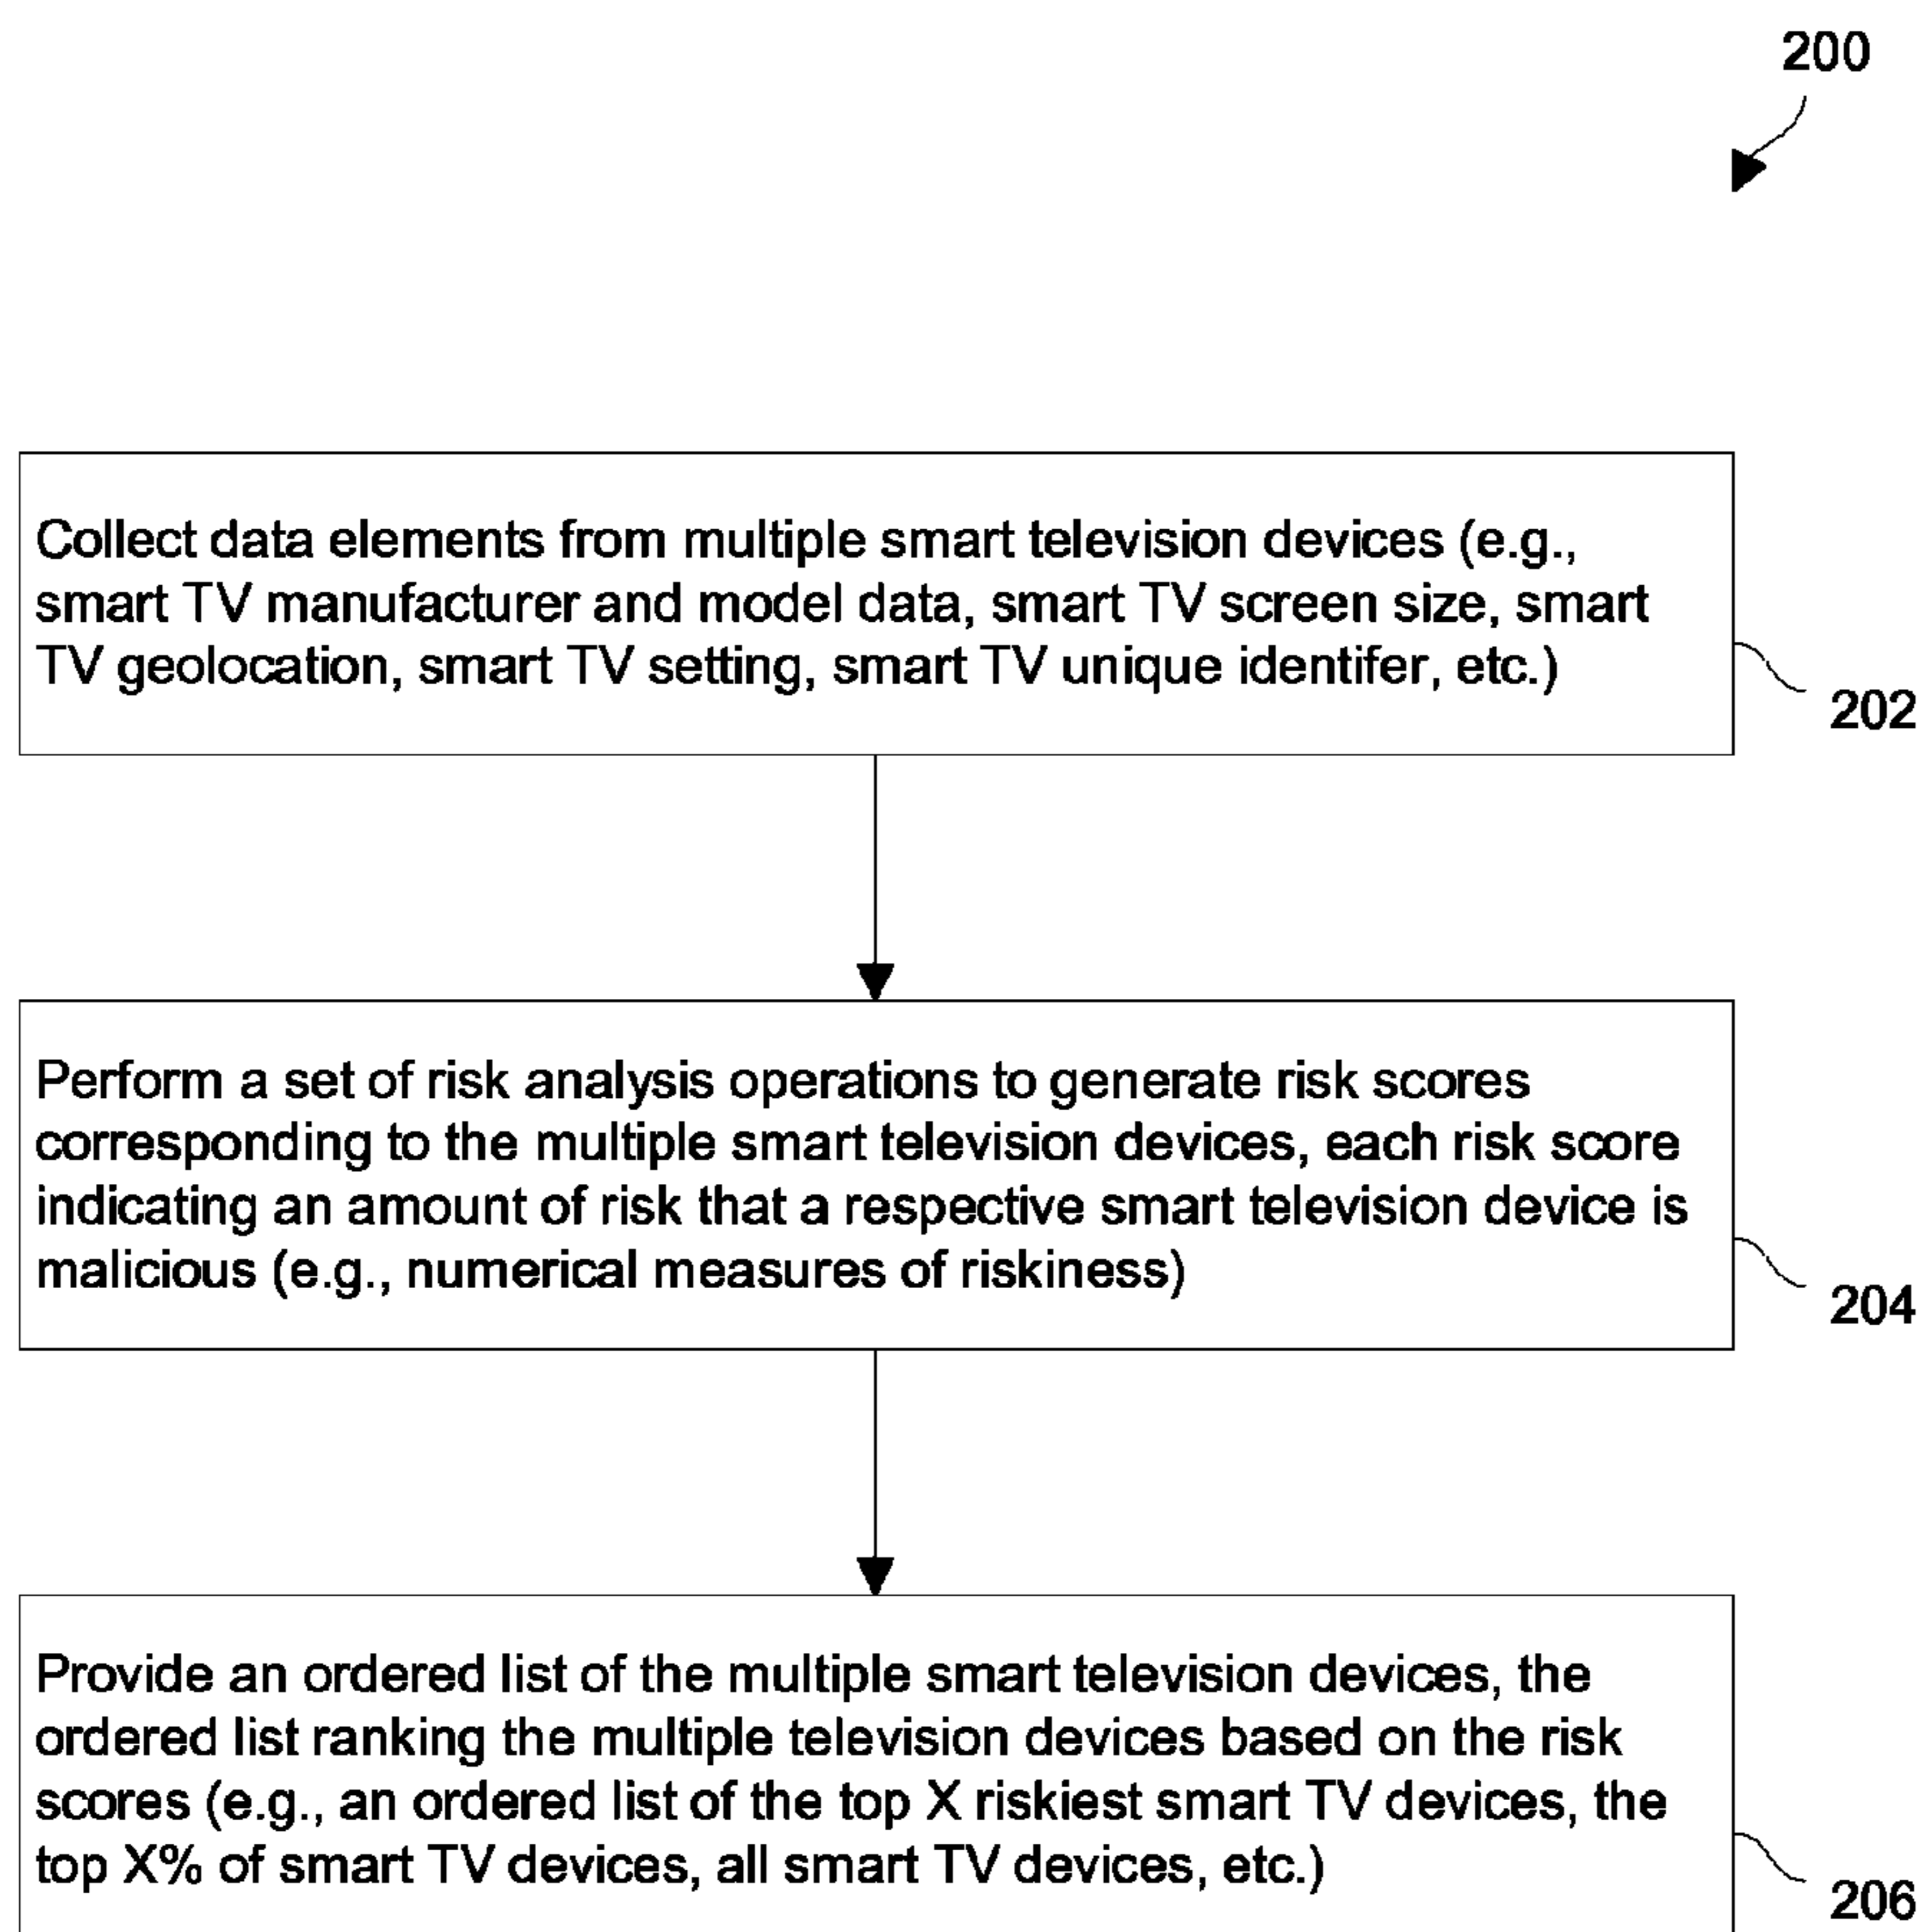 200
Collect data elements from multiple smart television devices (e.g.,
smart TV manufacturer and model data, smart TV screen size, smart
TV geolocation, smart TV setting, smart TV unique identifer, etc.)
202
Perform a set of risk analysis operations to generate risk scores
corresponding to the multiple smart television devices, each risk score
indicating an amount of risk that a respective smart television device is
malicious (e.g., numerical measures of riskiness)
204
Provide an ordered list of the multiple smart television devices, the
ordered list ranking the multiple television devices based on the risk
scores (e.g., an ordered list of the top X riskiest smart TV devices, the
top X% of smart TV devices, all smart TV devices, etc.)
206